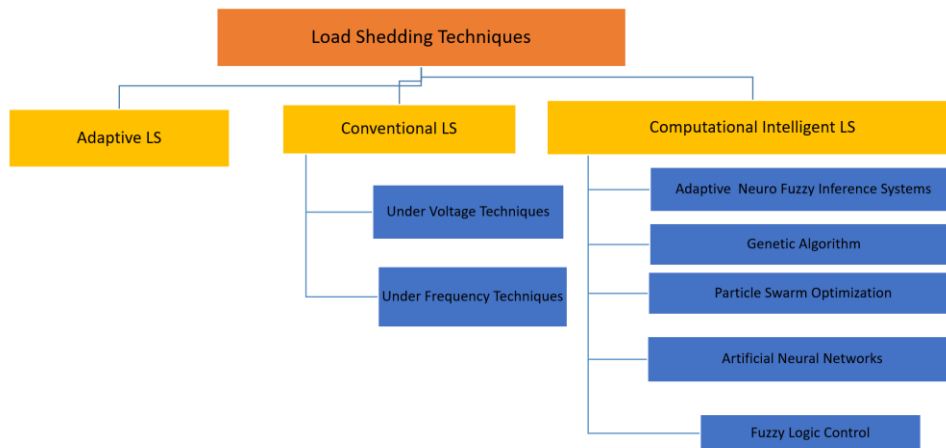 Load Shedding Techniques
Adaptive LS
Conventional LS
Computational Intelligent LS
Under Voltage Techniques
Under Frequency Techniques
Adaptive Neuro Fuzzy Inference Systems
Genetic Algorithm
Particle Swarm Optimization
Artificial Neural Networks
Fuzzy Logic Control